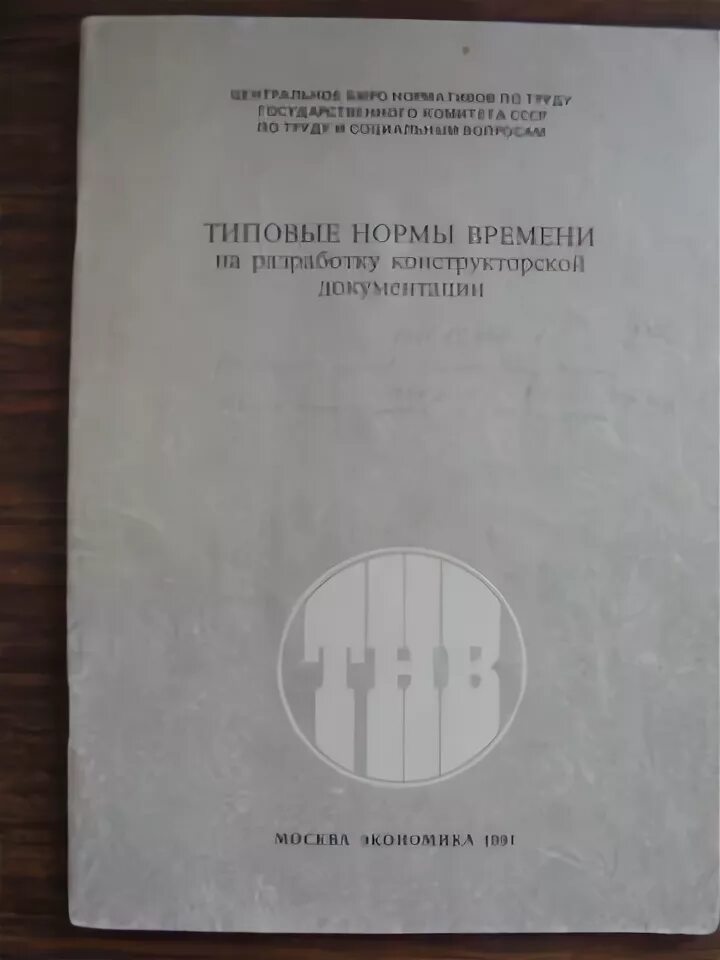 ЦЕНТРАЛЬНОЕ БЮРО НОРМАТИВОВ ПО ТРУДУ
ГОСУДАРСТВЕННОГО КОМИТЕТА СССР
ПО ТРУДУ И СОЦИАЛЬНЫМ ВОПРОСАМ
ТИПОВЫЕ НОРМЫ ВРЕМЕНИ
на разработку конструкторской
документации
ТНВ
МОСКВА ЭКОНОМИКА 1991